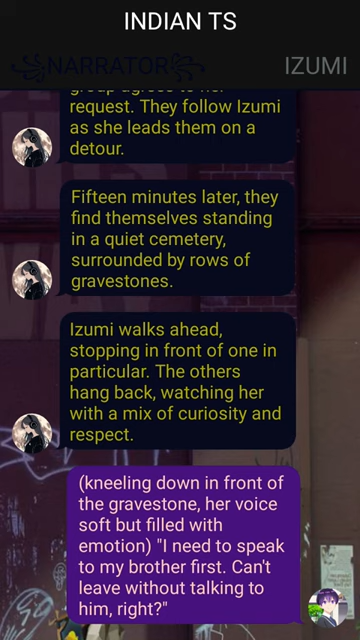 INDIAN TS
꧁NARRATOR꧂
IZUMI
group agrees to her
request. They follow Izumi
as she leads them on a
detour.
Fifteen minutes later, they
find themselves standing
in a quiet cemetery,
surrounded by rows of
gravestones.
Izumi walks ahead,
stopping in front of one in
particular. The others
hang back, watching her
with a mix of curiosity and
respect.
(kneeling down in front of
the gravestone, her voice
soft but filled with
emotion) "I need to speak
to my brother first. Can't
leave without talking to
him, right?"